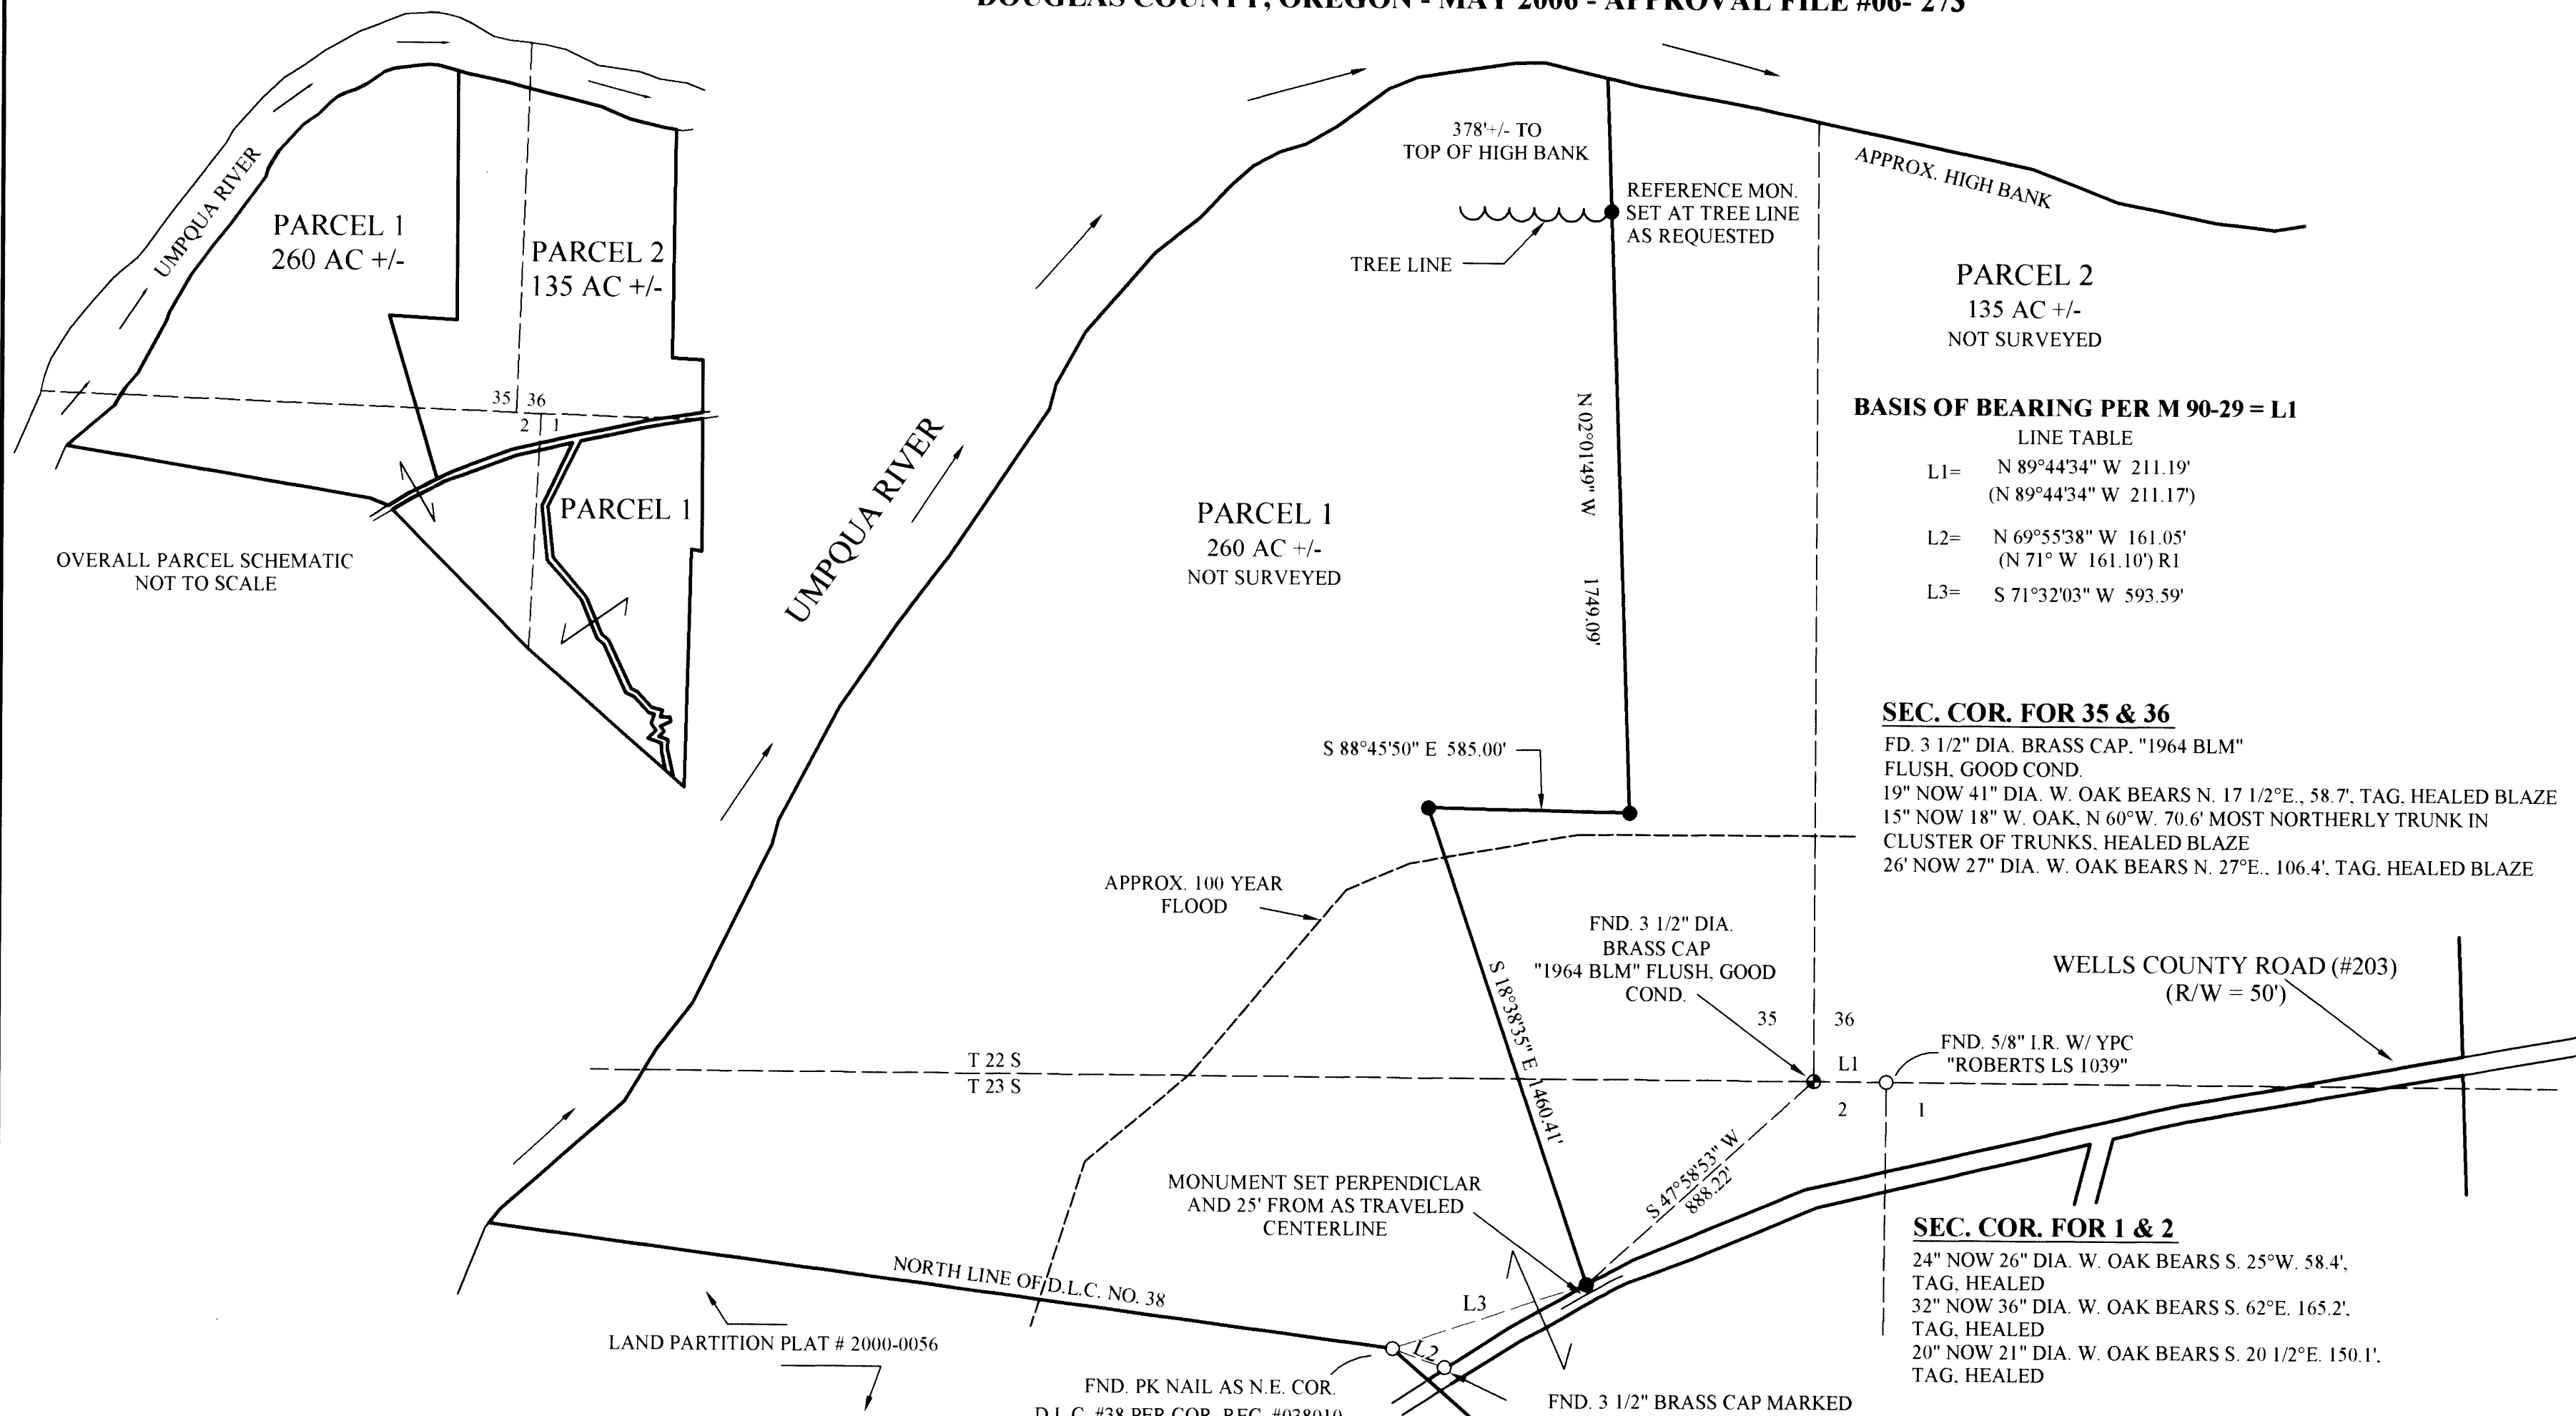 DOUGLAS COUNTY, OREGON - MAY 2006 - APPROVAL FILE #06- 273
UMPQUA RIVER
PARCEL 1
260 AC +/-
PARCEL 2
135 AC +/-
35 36
2 1
PARCEL 1
OVERALL PARCEL SCHEMATIC
NOT TO SCALE
378'+/- TO
TOP OF HIGH BANK
REFERENCE MON.
SET AT TREE LINE
AS REQUESTED
TREE LINE
APPROX. HIGH BANK
PARCEL 2
135 AC +/-
NOT SURVEYED
UMPQUA RIVER
PARCEL 1
260 AC +/-
NOT SURVEYED
N 02°01'49" W 1749.09'
BASIS OF BEARING PER M 90-29 = L1
LINE TABLE
L1= N 89°44'34" W 211.19'
(N 89°44'34" W 211.17')
L2= N 69°55'38" W 161.05'
(N 71° W 161.10') R1
L3= S 71°32'03" W 593.59'
S 88°45'50" E 585.00'
SEC. COR. FOR 35 & 36
FD. 3 1/2" DIA. BRASS CAP. "1964 BLM"
FLUSH, GOOD COND.
19" NOW 41" DIA. W. OAK BEARS N. 17 1/2°E., 58.7', TAG, HEALED BLAZE
15" NOW 18" W. OAK, N 60°W. 70.6' MOST NORTHERLY TRUNK IN
CLUSTER OF TRUNKS, HEALED BLAZE
26' NOW 27" DIA. W. OAK BEARS N. 27°E., 106.4', TAG, HEALED BLAZE
APPROX. 100 YEAR
FLOOD
S 18°38'35" E 1460.41'
FND. 3 1/2" DIA.
BRASS CAP
"1964 BLM" FLUSH, GOOD
COND.
WELLS COUNTY ROAD (#203)
(R/W = 50')
35 36
L1
2 1
FND. 5/8" I.R. W/ YPC
"ROBERTS LS 1039"
T 22 S
T 23 S
S 47°58'53" W
888.22'
MONUMENT SET PERPENDICLAR
AND 25' FROM AS TRAVELED
CENTERLINE
NORTH LINE OF D.L.C. NO. 38
L3
L2
LAND PARTITION PLAT # 2000-0056
SEC. COR. FOR 1 & 2
24" NOW 26" DIA. W. OAK BEARS S. 25°W. 58.4',
TAG, HEALED
32" NOW 36" DIA. W. OAK BEARS S. 62°E. 165.2',
TAG, HEALED
20" NOW 21" DIA. W. OAK BEARS S. 20 1/2°E. 150.1',
TAG, HEALED
FND. PK NAIL AS N.E. COR.
D.L.C. #38 PER COR. REC. #038010
FND. 3 1/2" BRASS CAP MARKED